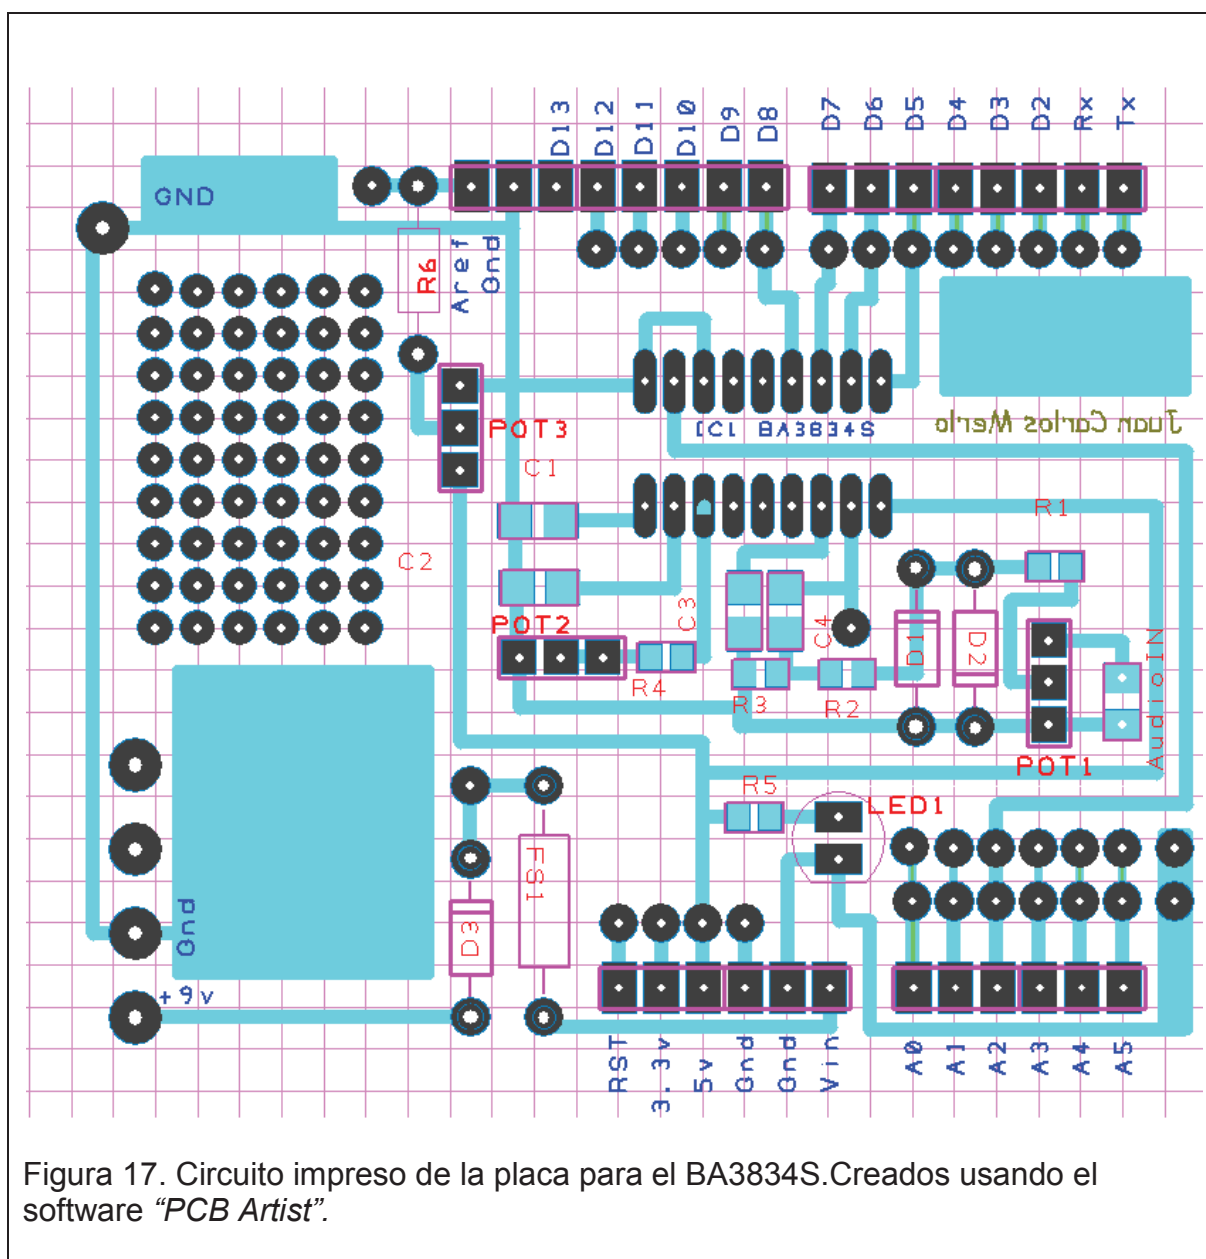 D13
D12
D11
D10
D9
D8
D7
D6
D5
D4
D3
D2
Rx
Tx
GND
R6
Aref
Gnd
IC1 BA3834S
Juan Carlos Merlo
POT3
C1
R1
C2
C3
C4
POT2
D1
D2
R4
R3
R2
Audio
NI
POT1
R5
LED1
FS1
Gnd
D3
+9v
RST
3.3v
5v
Gnd
Gnd
Vin
A0
A1
A2
A3
A4
A5
Figura 17. Circuito impreso de la placa para el BA3834S.Creados usando el
software “PCB Artist”.